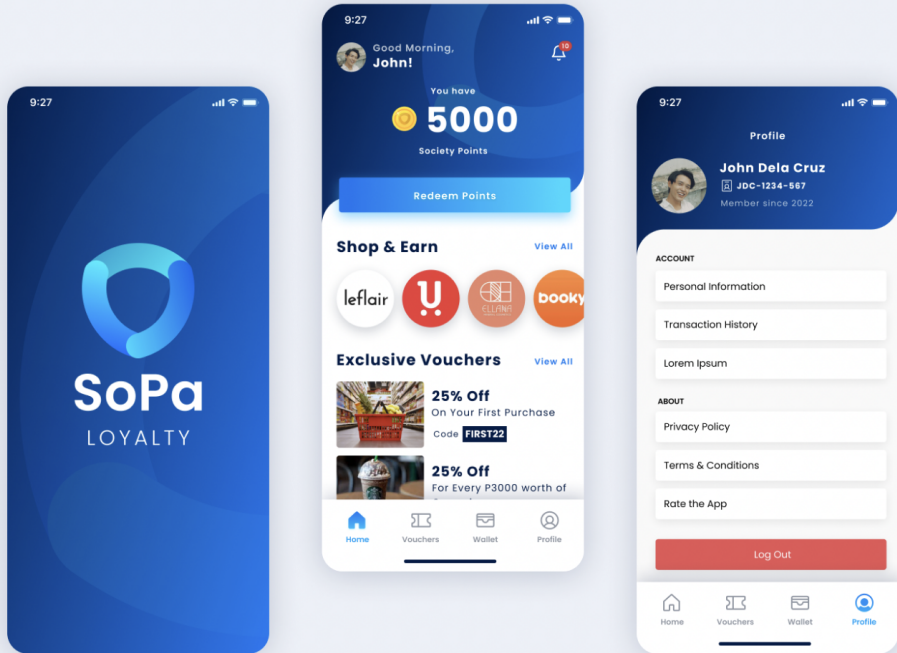 9:27
SoPa
LOYALTY
9:27
Good Morning,
John!
10
You have
5000
Society Points
Redeem Points
Shop & Earn
View All
leflair
ELLANA
booky
Exclusive Vouchers
View All
25% Off
On Your First Purchase
Code FIRST22
25% Off
For Every P3000 worth of
Home
Vouchers
Wallet
Profile
9:27
Profile
John Dela Cruz
JDC-1234-567
Member since 2022
ACCOUNT
Personal Information
Transaction History
Lorem Ipsum
ABOUT
Privacy Policy
Terms & Conditions
Rate the App
Log Out
Home
Vouchers
Wallet
Profile